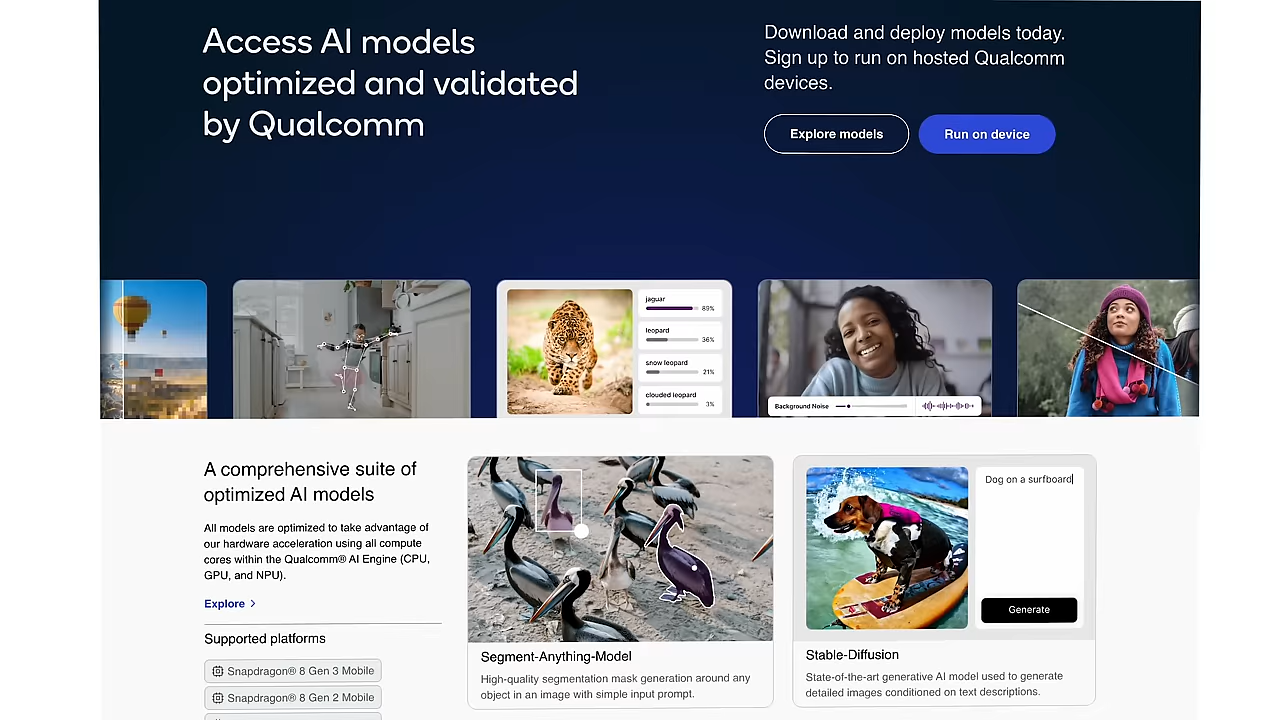 Access AI models
optimized and validated
by Qualcomm
Download and deploy models today.
Sign up to run on hosted Qualcomm
devices.
Explore models
Run on device
jaguar
89%
leopard
36%
snow leopard
21%
clouded leopard
3%
Background Noise
A comprehensive suite of
optimized AI models
All models are optimized to take advantage of
our hardware acceleration using all compute
cores within the Qualcomm® AI Engine (CPU,
GPU, and NPU).
Explore >
Supported platforms
Snapdragon® 8 Gen 3 Mobile
Snapdragon® 8 Gen 2 Mobile
Segment-Anything-Model
High-quality segmentation mask generation around any
object in an image with simple input prompt.
Dog on a surfboard
Generate
Stable-Diffusion
State-of-the-art generative AI model used to generate
detailed images conditioned on text descriptions.